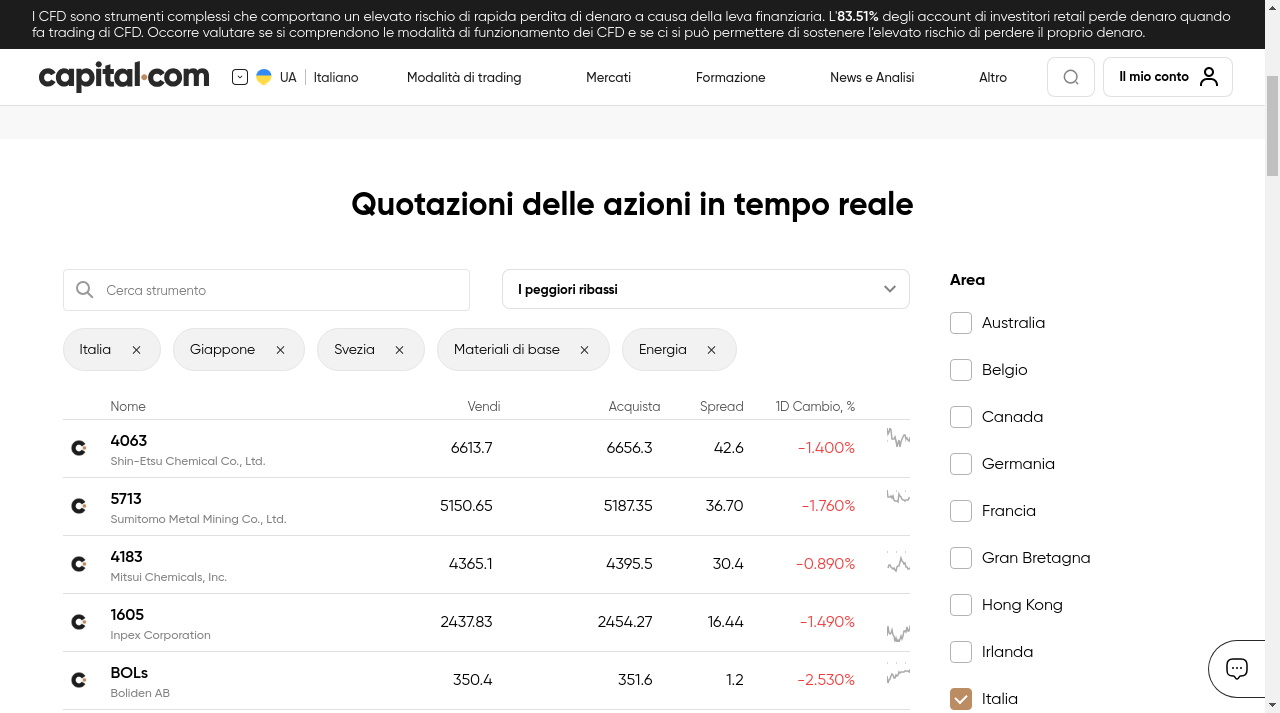 I CFD sono strumenti complessi che comportano un elevato rischio di rapida perdita di denaro a causa della leva finanziaria. L'83.51% degli account di investitori retail perde denaro quando
fa trading di CFD. Occorre valutare se si comprendono le modalità di funzionamento dei CFD e se ci si può permettere di sostenere l’elevato rischio di perdere il proprio denaro.
capital.com UA Italiano Modalità di trading Mercati Formazione News e Analisi Altro Il mio conto
Quotazioni delle azioni in tempo reale
Cerca strumento I peggiori ribassi
Italia Giappone Svezia Materiali di base Energia
Nome Vendi Acquista Spread 1D Cambio, %
4063 6613.7 6656.3 42.6 -1.400%
Shin-Etsu Chemical Co., Ltd.
5713 5150.65 5187.35 36.70 -1.760%
Sumitomo Metal Mining Co., Ltd.
4183 4365.1 4395.5 30.4 -0.890%
Mitsui Chemicals, Inc.
1605 2437.83 2454.27 16.44 -1.490%
Inpex Corporation
BOLs 350.4 351.6 1.2 -2.530%
Boliden AB
Area
Australia
Belgio
Canada
Germania
Francia
Gran Bretagna
Hong Kong
Irlanda
Italia